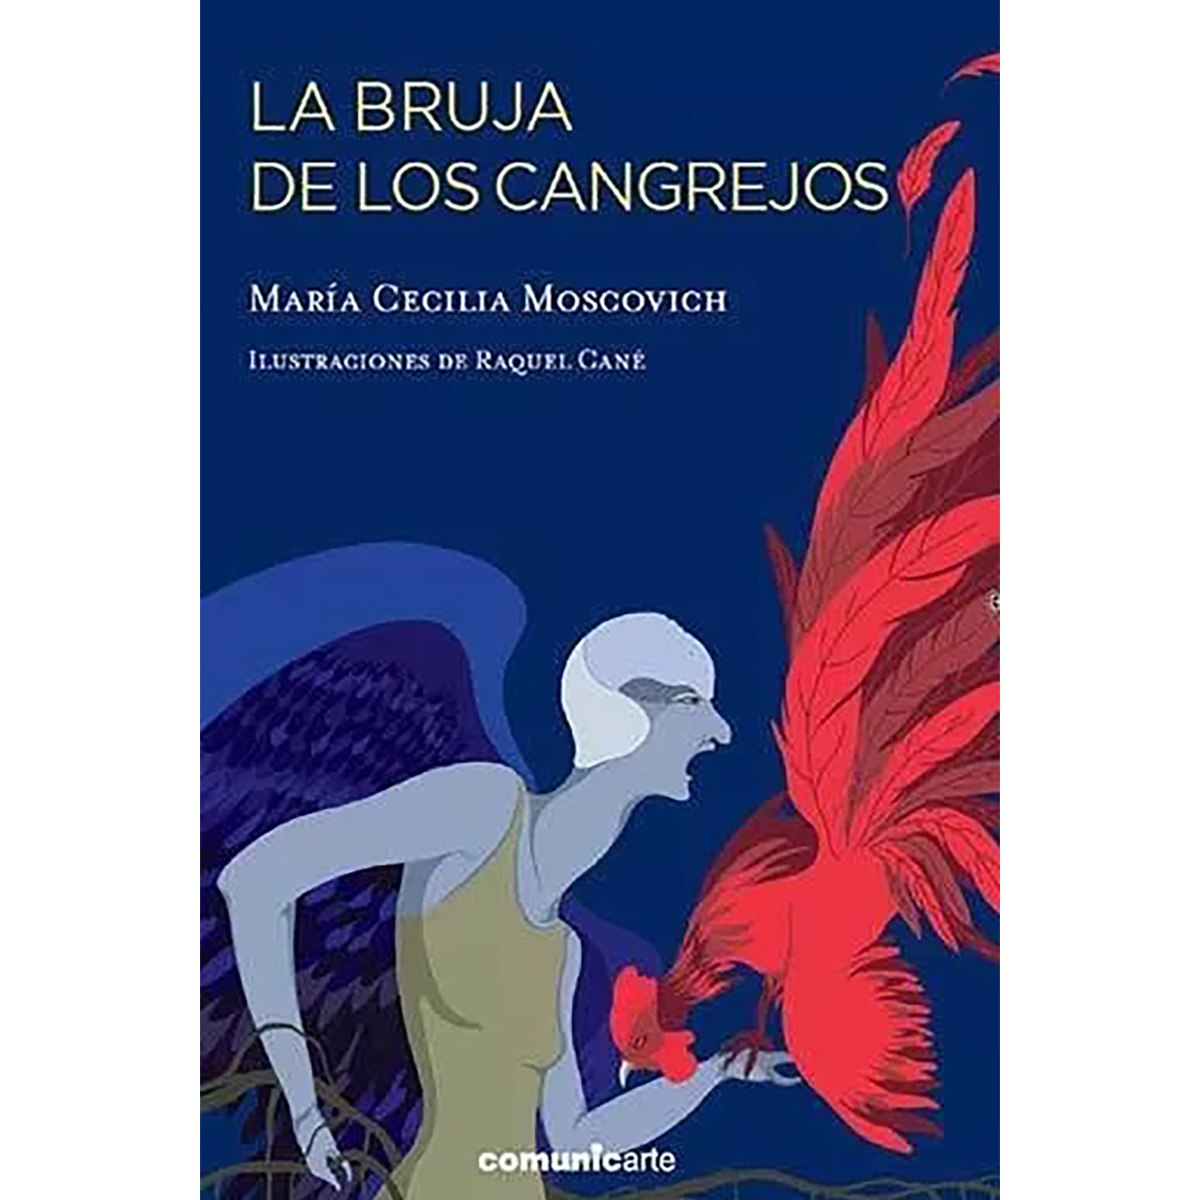 LA BRUJA
DE LOS CANGREJOS
MARÍA CECILIA MOSCOVICH
ILUSTRACIONES DE RAQUEL CANÉ
comunicarte